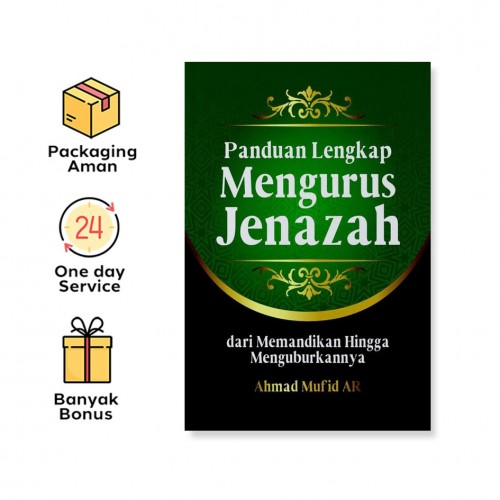 Packaging
Aman
24
One day
Service
Banyak
Bonus
Panduan Lengkap
Mengurus
Jenazah
dari Memandikan Hingga
Menguburkannya
Ahmad Mufid AR